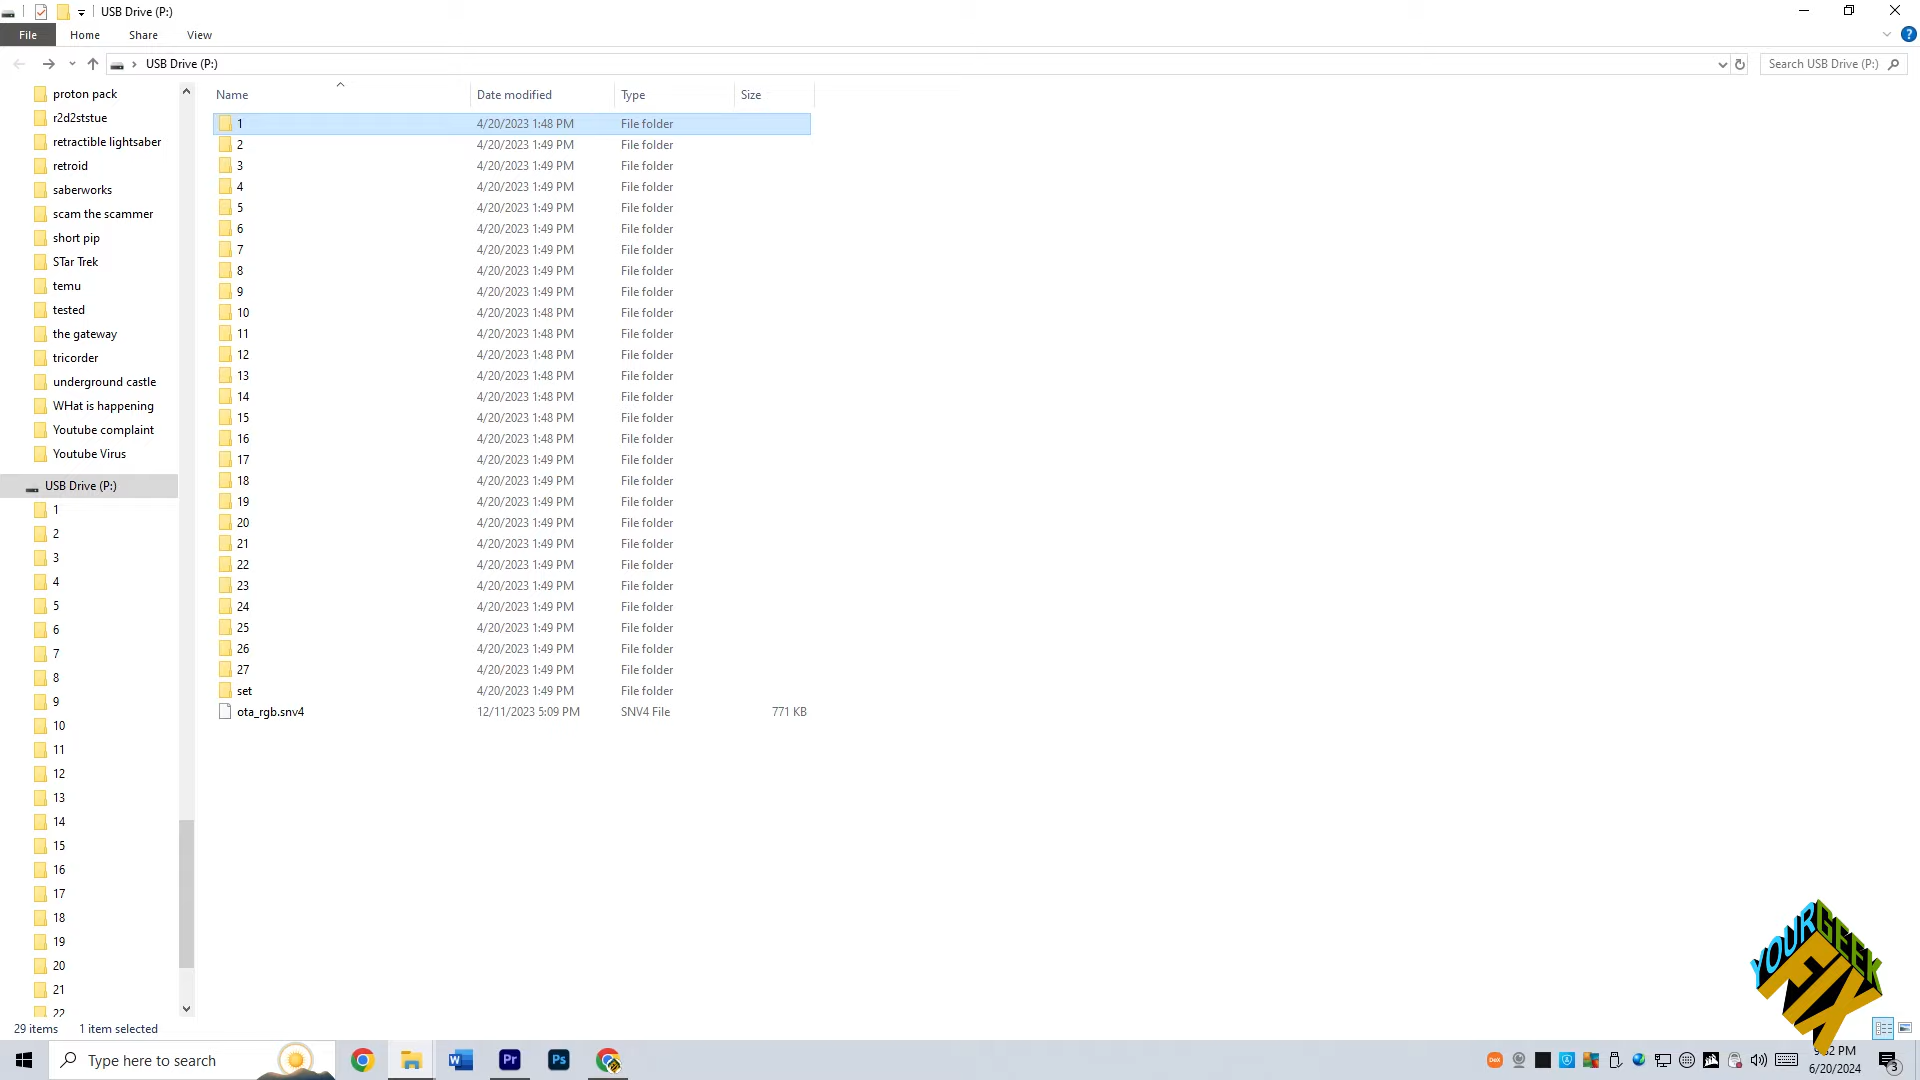 USB Drive (P:)
File Home Share View
USB Drive (P:)
Search USB Drive (P:)
proton pack
r2d2ststue
retractible lightsaber
retroid
saberworks
scam the scammer
short pip
STar Trek
temu
tested
the gateway
tricorder
underground castle
WHat is happening
Youtube complaint
Youtube Virus
USB Drive (P:)
1
2
3
4
5
6
7
8
9
10
11
12
13
14
15
16
17
18
19
20
21
22
Name Date modified Type Size
1 4/20/2023 1:48 PM File folder
2 4/20/2023 1:49 PM File folder
3 4/20/2023 1:49 PM File folder
4 4/20/2023 1:49 PM File folder
5 4/20/2023 1:49 PM File folder
6 4/20/2023 1:49 PM File folder
7 4/20/2023 1:49 PM File folder
8 4/20/2023 1:49 PM File folder
9 4/20/2023 1:49 PM File folder
10 4/20/2023 1:49 PM File folder
11 4/20/2023 1:48 PM File folder
12 4/20/2023 1:48 PM File folder
13 4/20/2023 1:48 PM File folder
14 4/20/2023 1:48 PM File folder
15 4/20/2023 1:48 PM File folder
16 4/20/2023 1:48 PM File folder
17 4/20/2023 1:49 PM File folder
18 4/20/2023 1:49 PM File folder
19 4/20/2023 1:49 PM File folder
20 4/20/2023 1:49 PM File folder
21 4/20/2023 1:49 PM File folder
22 4/20/2023 1:49 PM File folder
23 4/20/2023 1:49 PM File folder
24 4/20/2023 1:49 PM File folder
25 4/20/2023 1:49 PM File folder
26 4/20/2023 1:49 PM File folder
27 4/20/2023 1:49 PM File folder
set 4/20/2023 1:49 PM File folder
ota_rgb.snv4 12/11/2023 5:09 PM SNV4 File 771 KB
YOURGEEK
FIX
29 items 1 item selected
Type here to search
Pr
Ps
PM
6/20/2024
3